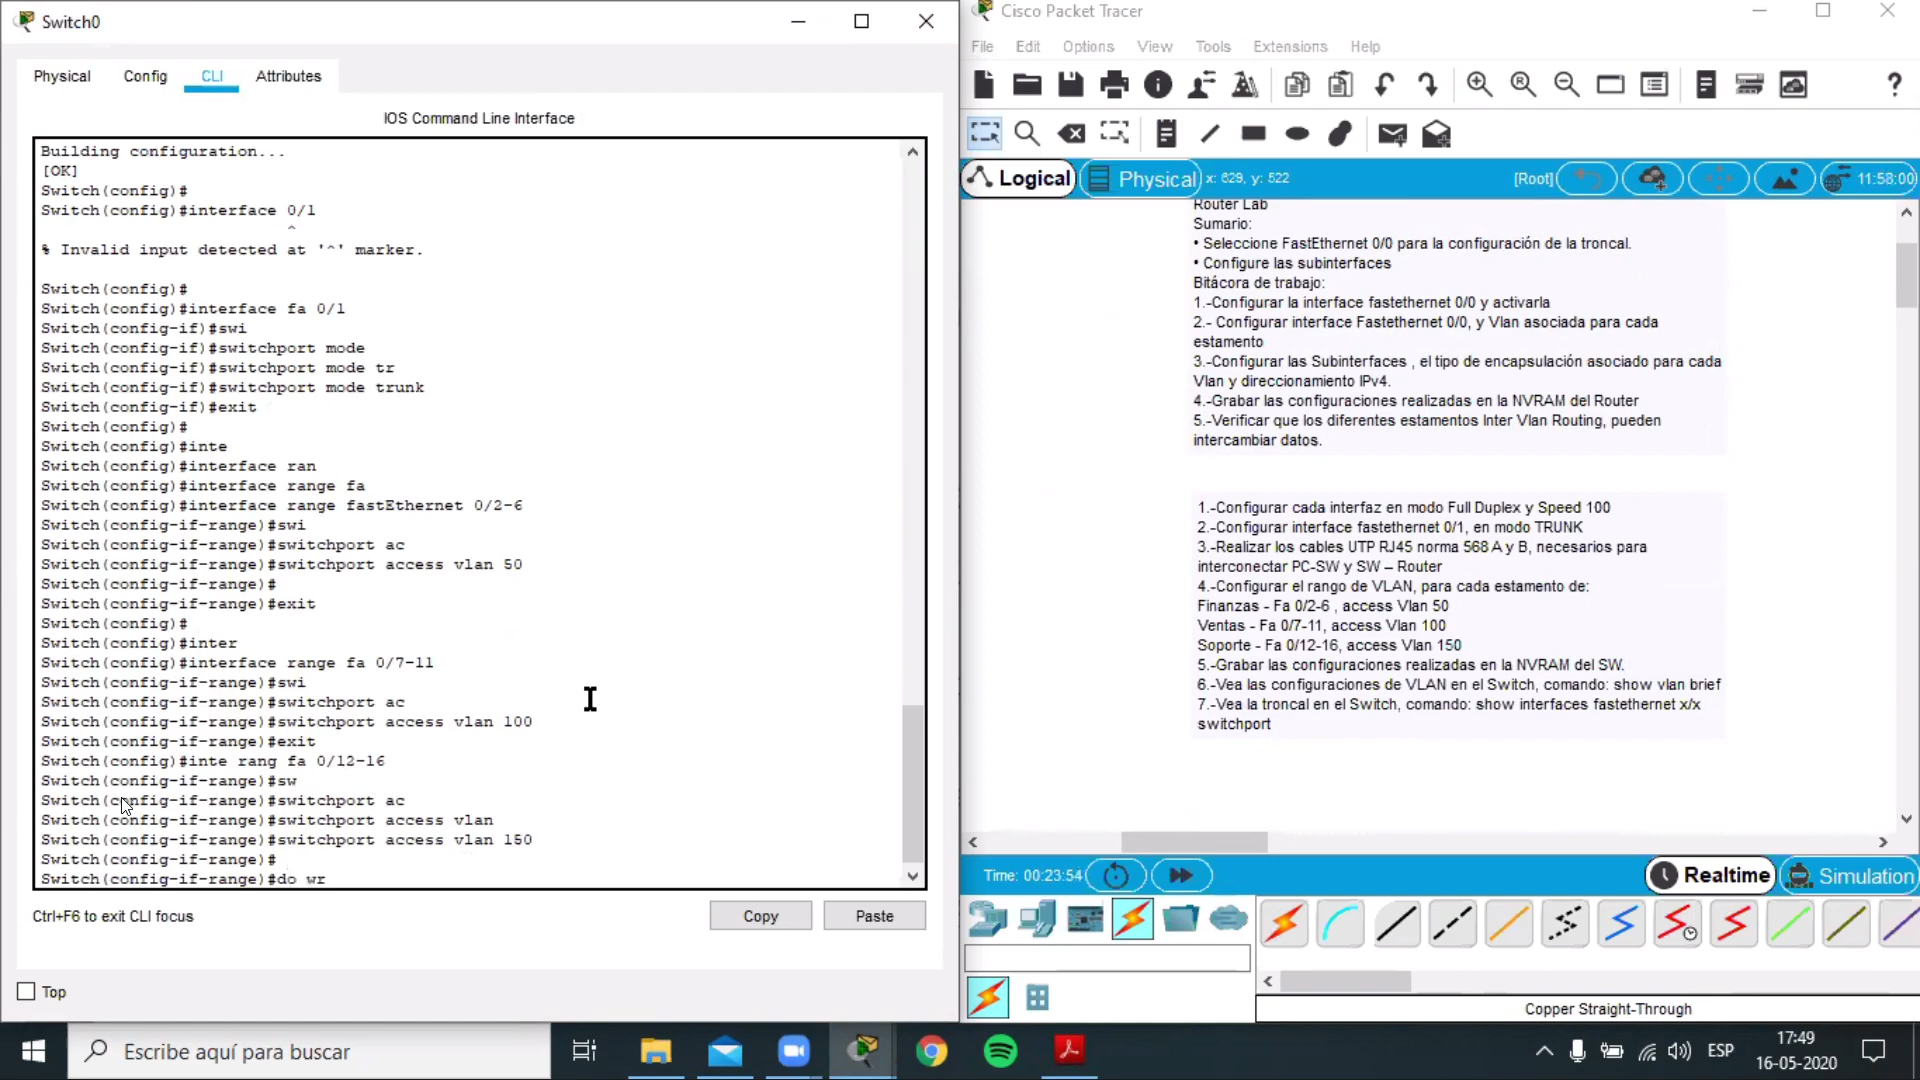 Switch0
Physical Config CLI Attributes
IOS Command Line Interface
Building configuration...
[OK]
Switch(config)#
Switch(config)#interface 0/1
^
% Invalid input detected at '^' marker.
Switch(config)#
Switch(config)#interface fa 0/1
Switch(config-if)#swi
Switch(config-if)#switchport mode
Switch(config-if)#switchport mode tr
Switch(config-if)#switchport mode trunk
Switch(config-if)#exit
Switch(config)#
Switch(config)#inte
Switch(config)#interface ran
Switch(config)#interface range fa
Switch(config)#interface range fastEthernet 0/2-6
Switch(config-if-range)#swi
Switch(config-if-range)#switchport ac
Switch(config-if-range)#switchport access vlan 50
Switch(config-if-range)#
Switch(config-if-range)#exit
Switch(config)#
Switch(config)#inter
Switch(config)#interface range fa 0/7-11
Switch(config-if-range)#swi
Switch(config-if-range)#switchport ac
Switch(config-if-range)#switchport access vlan 100
Switch(config-if-range)#exit
Switch(config)#inte rang fa 0/12-16
Switch(config-if-range)#sw
Switch(config-if-range)#switchport ac
Switch(config-if-range)#switchport access vlan
Switch(config-if-range)#switchport access vlan 150
Switch(config-if-range)#
Switch(config-if-range)#do wr
Ctrl+F6 to exit CLI focus
Copy
Paste
Top
Cisco Packet Tracer
File Edit Options View Tools Extensions Help
?
Logical Physical x: 629, y: 522 [Root] 11:58:00
Router Lab
Sumario:
• Seleccione FastEthernet 0/0 para la configuración de la troncal.
• Configure las subinterfaces
Bitácora de trabajo:
1.-Configurar la interface fastethernet 0/0 y activarla
2.- Configurar interface Fastethernet 0/0, y Vlan asociada para cada
estamento
3.-Configurar las Subinterfaces , el tipo de encapsulación asociado para cada
Vlan y direccionamiento IPv4.
4.-Grabar las configuraciones realizadas en la NVRAM del Router
5.-Verificar que los diferentes estamentos Inter Vlan Routing, pueden
intercambiar datos.
1.-Configurar cada interfaz en modo Full Duplex y Speed 100
2.-Configurar interface fastethernet 0/1, en modo TRUNK
3.-Realizar los cables UTP RJ45 norma 568 A y B, necesarios para
interconectar PC-SW y SW – Router
4.-Configurar el rango de VLAN, para cada estamento de:
Finanzas - Fa 0/2-6 , access Vlan 50
Ventas - Fa 0/7-11, access Vlan 100
Soporte - Fa 0/12-16, access Vlan 150
5.-Grabar las configuraciones realizadas en la NVRAM del SW.
6.-Vea las configuraciones de VLAN en el Switch, comando: show vlan brief
7.-Vea la troncal en el Switch, comando: show interfaces fastethernet x/x
switchport
Time: 00:23:54
Realtime Simulation
Copper Straight-Through
Escribe aquí para buscar
ESP
17:49
16-05-2020